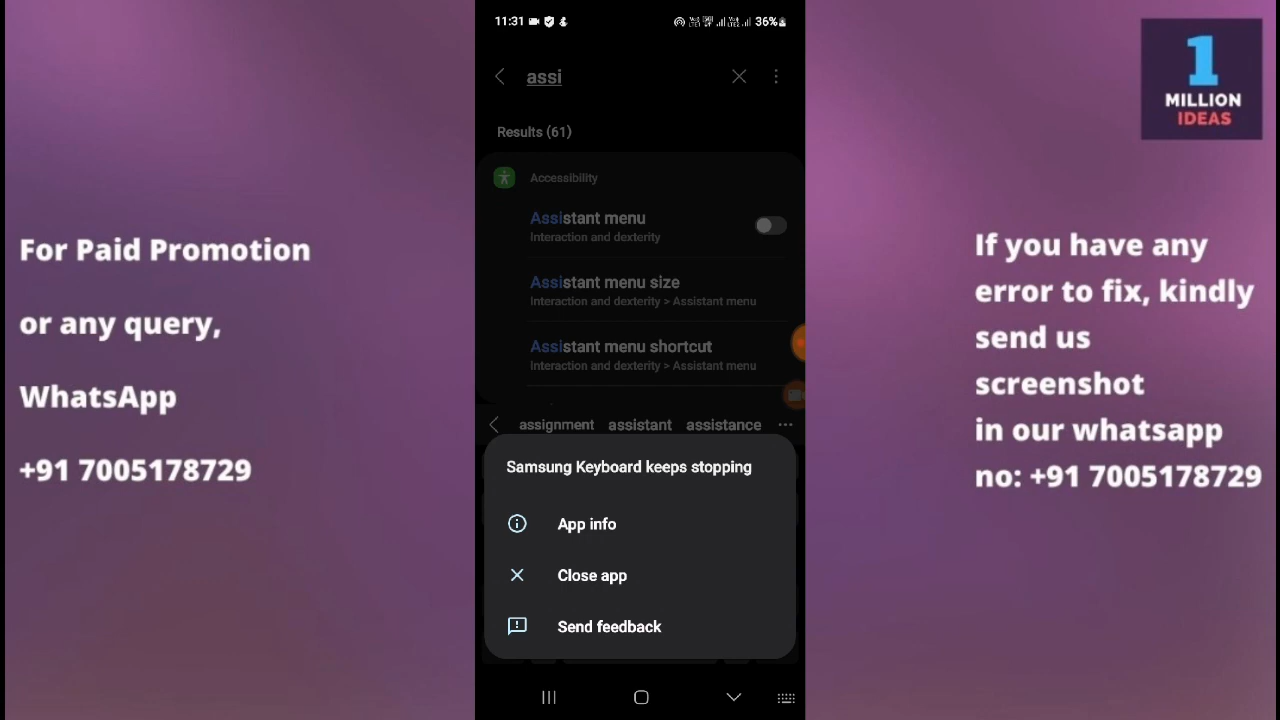 For Paid Promotion
or any query,
WhatsApp
+91 7005178729
11:31
36%
assi
Results (61)
Accessibility
Assistant menu
Interaction and dexterity
Assistant menu size
Interaction and dexterity > Assistant menu
Assistant menu shortcut
Interaction and dexterity > Assistant menu
assignment assistant assistance
Samsung Keyboard keeps stopping
App info
Close app
Send feedback
1
MILLION
IDEAS
If you have any
error to fix, kindly
send us
screenshot
in our whatsapp
no: +91 7005178729